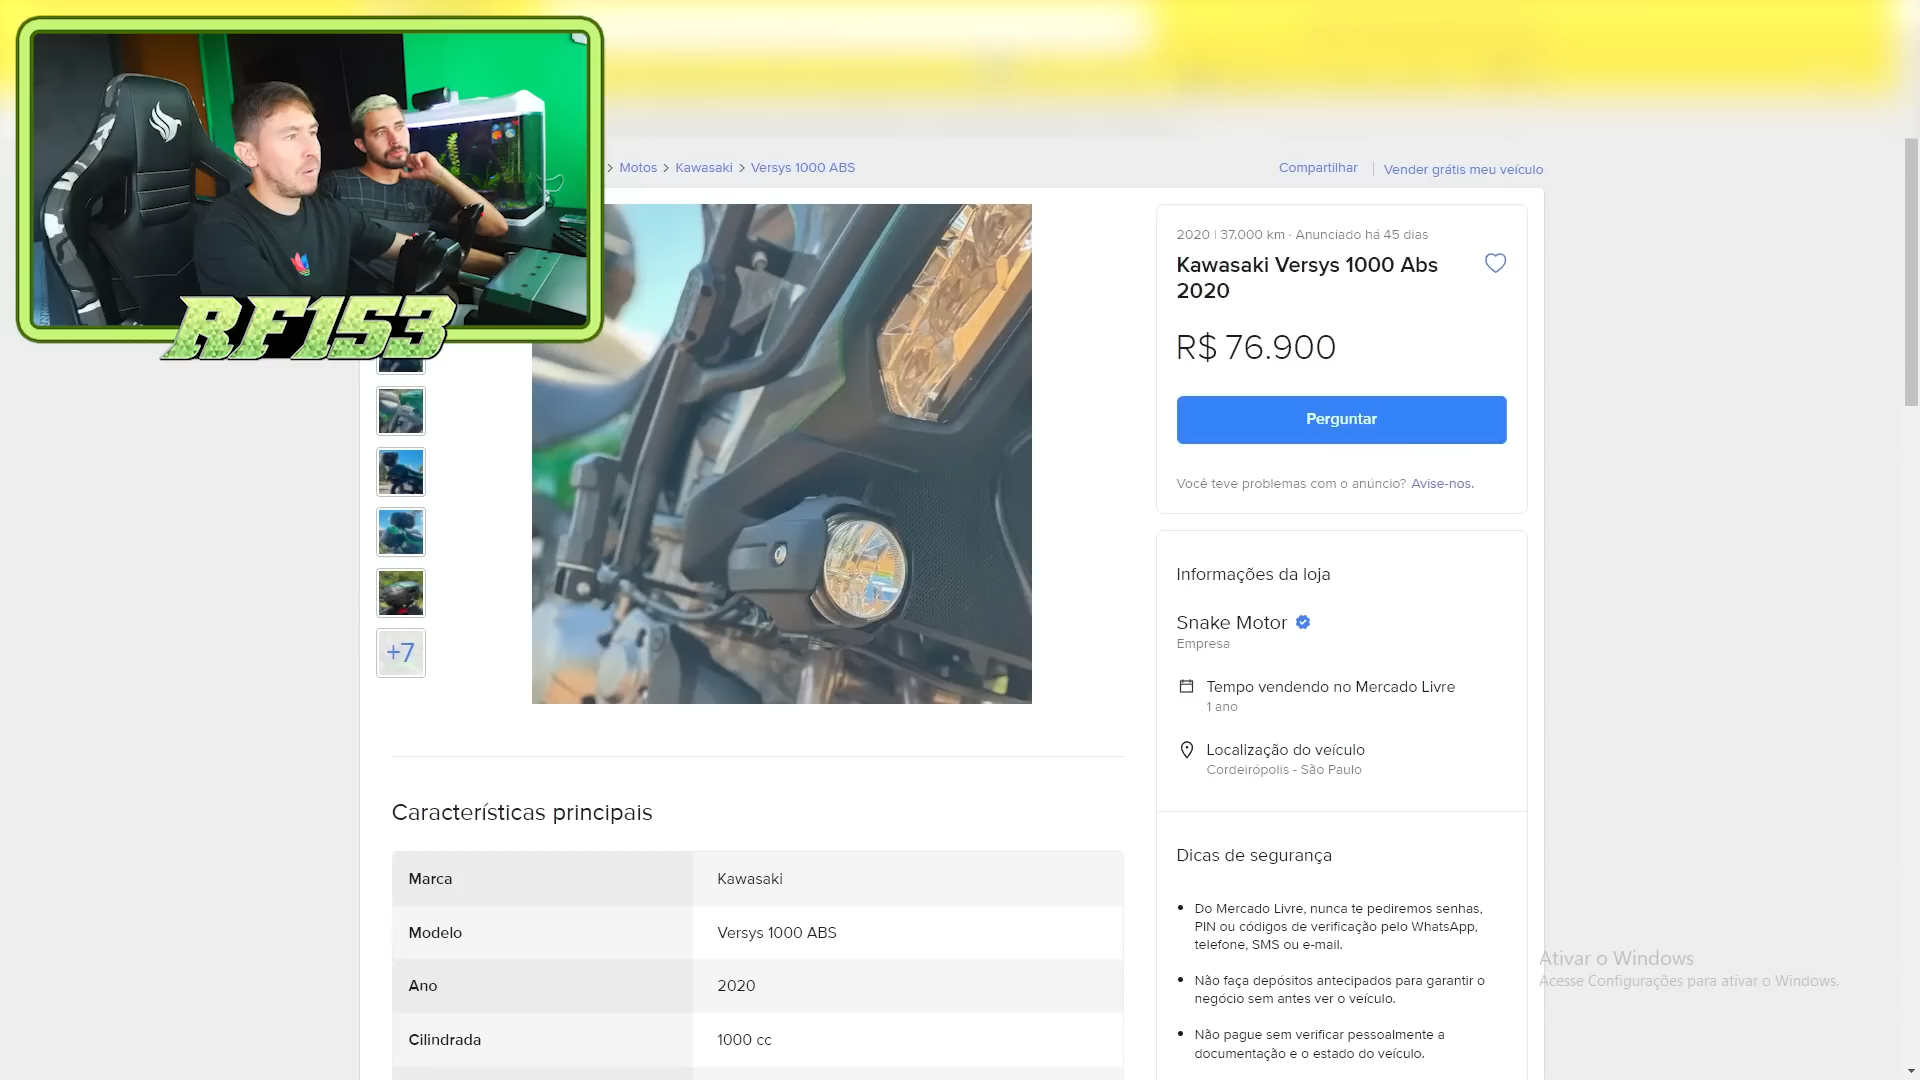 RF153
Motos > Kawasaki > Versys 1000 ABS
Compartilhar | Vender grátis meu veículo
2020 | 37.000 km · Anunciado há 45 dias
Kawasaki Versys 1000 Abs
2020
R$ 76.900
Perguntar
Você teve problemas com o anúncio? Avise-nos.
+7
Informações da loja
Snake Motor
Empresa
Tempo vendendo no Mercado Livre
1 ano
Localização do veículo
Cordeirópolis - São Paulo
Características principais
Marca Kawasaki
Modelo Versys 1000 ABS
Ano 2020
Cilindrada 1000 cc
Dicas de segurança
• Do Mercado Livre, nunca te pediremos senhas,
PIN ou códigos de verificação pelo WhatsApp,
telefone, SMS ou e-mail.
• Não faça depósitos antecipados para garantir o
negócio sem antes ver o veículo.
• Não pague sem verificar pessoalmente a
documentação e o estado do veículo.
Ativar o Windows
Acesse Configurações para ativar o Windows.